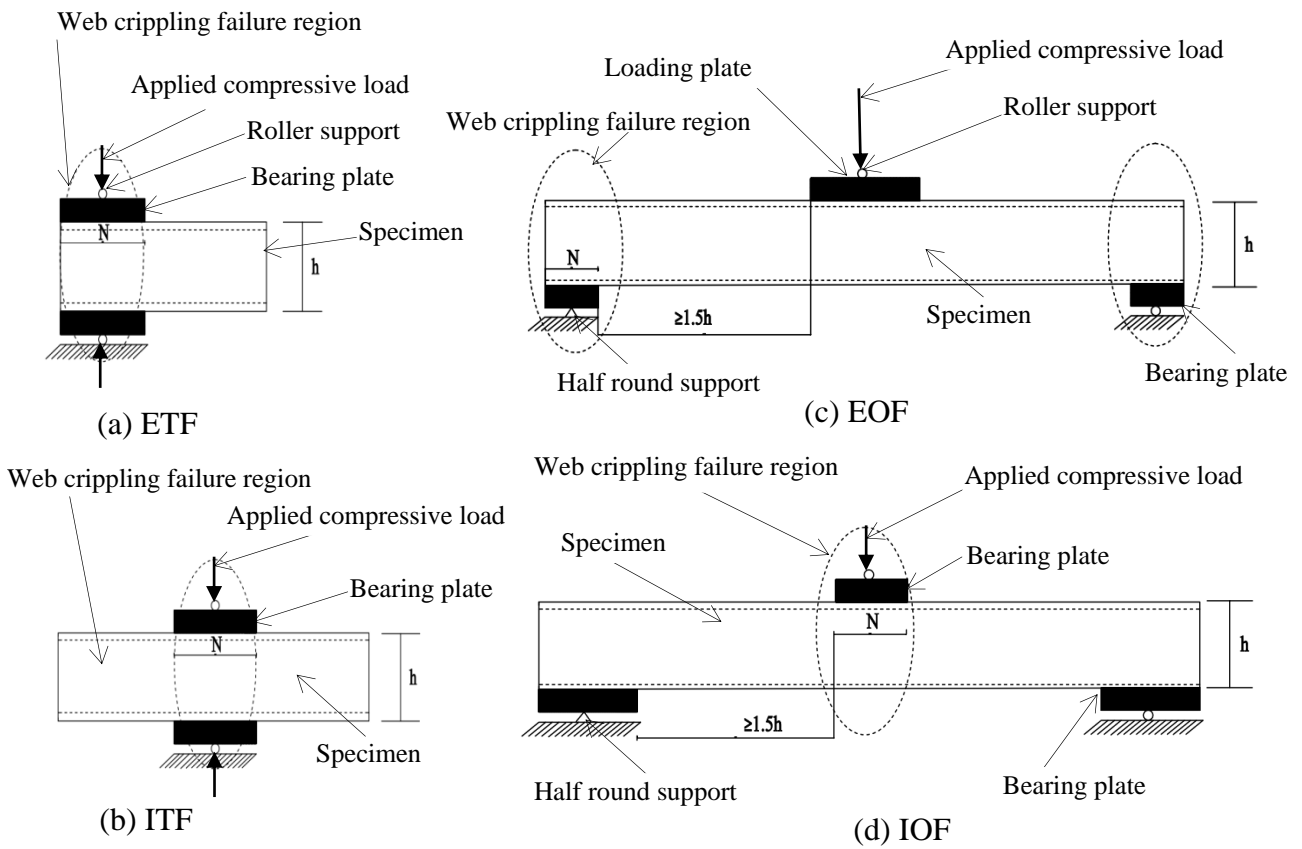 Web crippling failure region
Applied compressive load
Roller support
Bearing plate
N
Specimen
h
(a) ETF
Applied compressive load
Loading plate
Roller support
Web crippling failure region
N
h
≥1.5h
Specimen
Half round support
Bearing plate
(c) EOF
Web crippling failure region
Applied compressive load
Bearing plate
N
h
Specimen
(b) ITF
Web crippling failure region
Applied compressive load
Specimen
Bearing plate
N
h
≥1.5h
Half round support
Bearing plate
(d) IOF